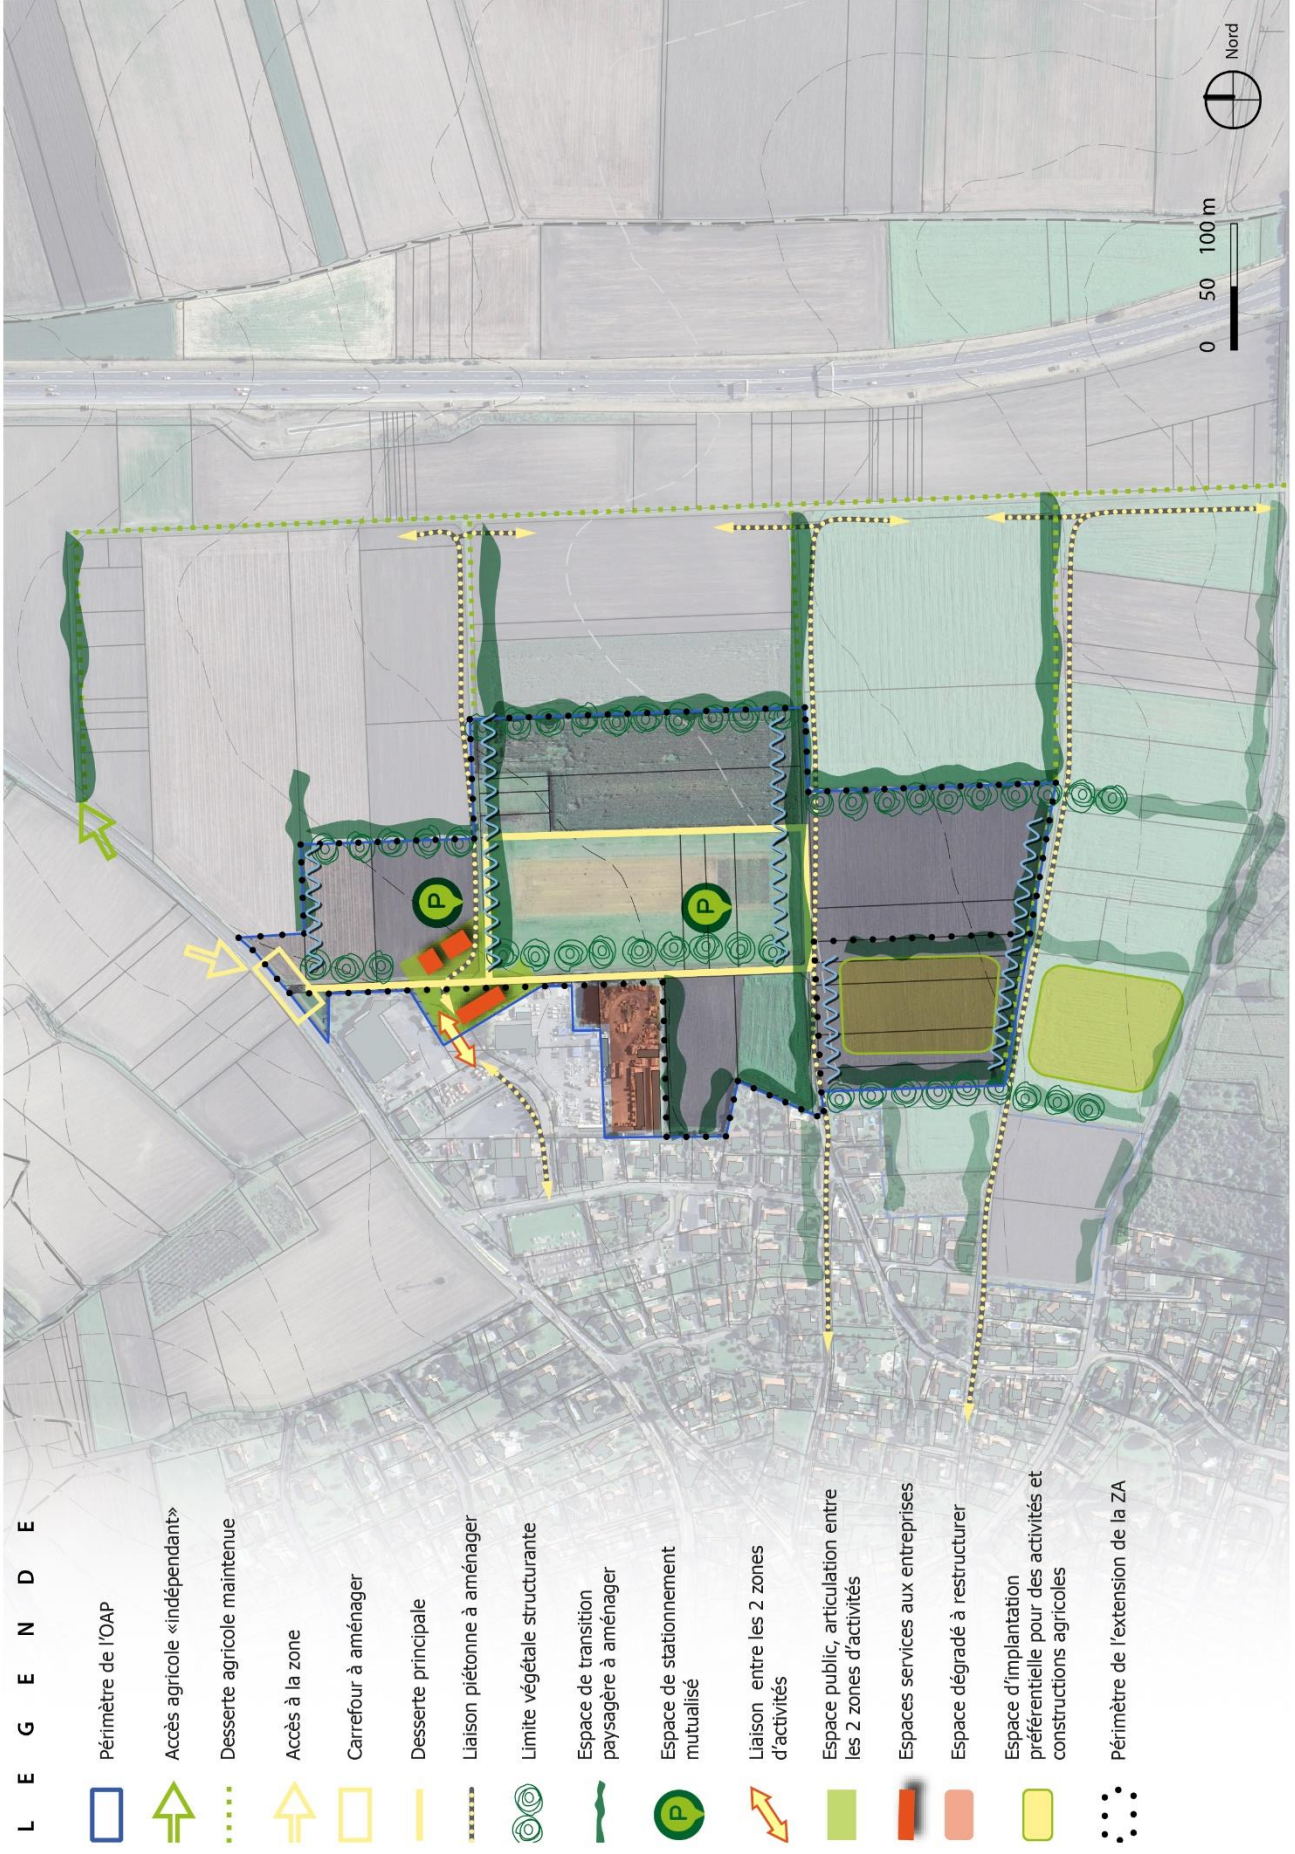 L E G E N D E
Périmètre de l'OAP
Accès agricole «indépendant»
Desserte agricole maintenue
Accès à la zone
Carrefour à aménager
Desserte principale
Liaison piétonne à aménager
Limite végétale structurante
Espace de transition
paysagère à aménager
Espace de stationnement
mutualisé
Liaison entre les 2 zones
d'activités
Espace public, articulation entre
les 2 zones d'activités
Espaces services aux entreprises
Espace dégradé à restructurer
Espace d'implantation
préférentielle pour des activités et
constructions agricoles
Périmètre de l'extension de la ZA
P
P
P
0 50 100 m
Nord